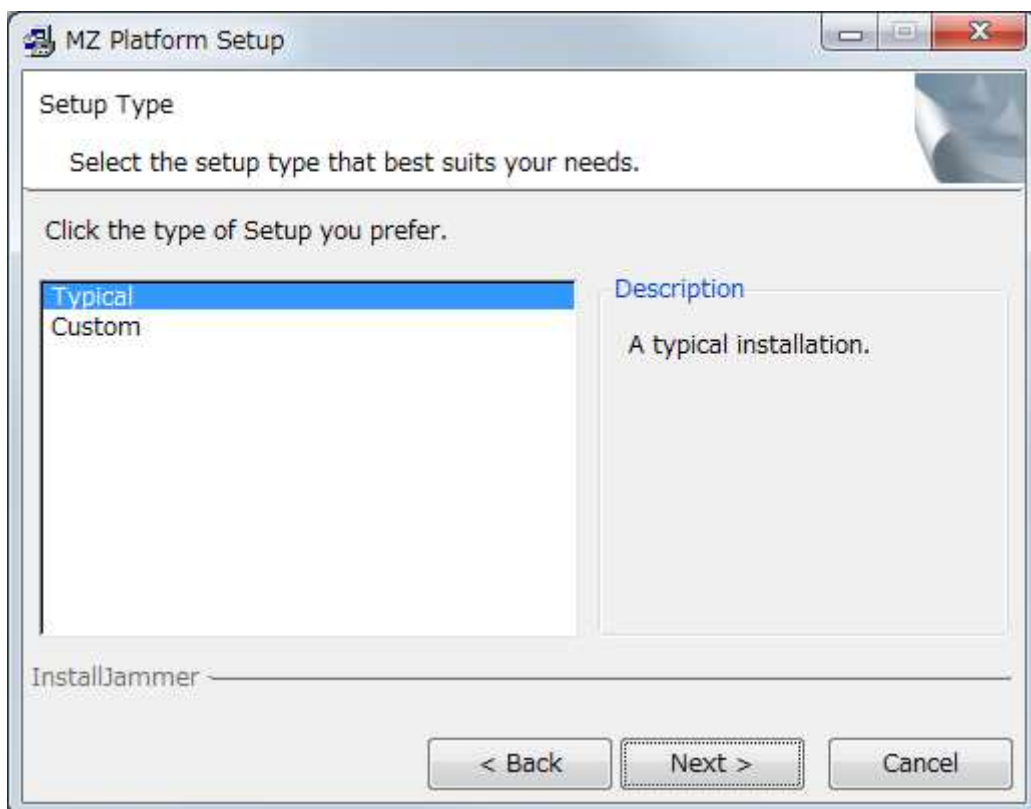 MZ Platform Setup
Setup Type
Select the setup type that best suits your needs.
Click the type of Setup you prefer.
Typical
Custom
Description
A typical installation.
InstallJammer
< Back
Next >
Cancel